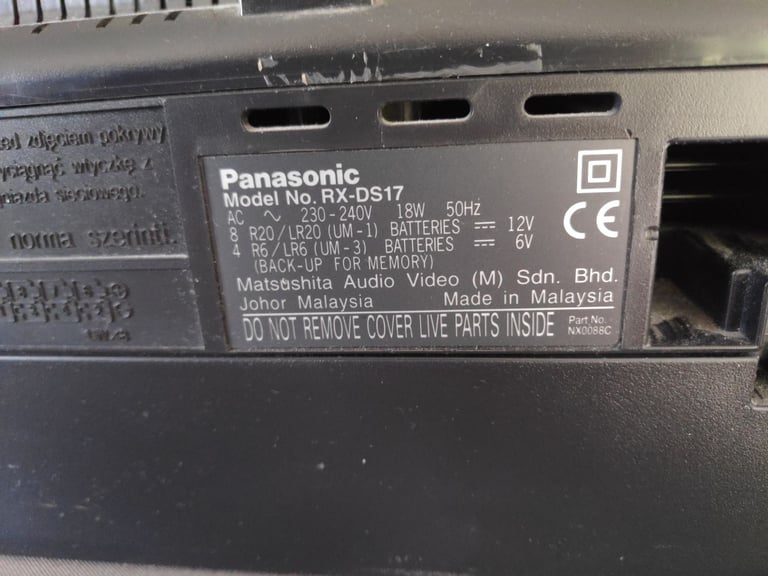 zdjęciem pokrywy
wyciągnąć wtyczkę z
sieciowego.
norma szerint.
Panasonic
Model No. RX-DS17
AC ~ 230-240V 18W 50Hz
8 R20/LR20 (UM-1) BATTERIES ⎓ 12V
4 R6/LR6 (UM-3) BATTERIES ⎓ 6V
(BACK-UP FOR MEMORY)
CE
Matsushita Audio Video (M) Sdn. Bhd.
Johor Malaysia Made in Malaysia
DO NOT REMOVE COVER LIVE PARTS INSIDE
Part No.
NX0088C